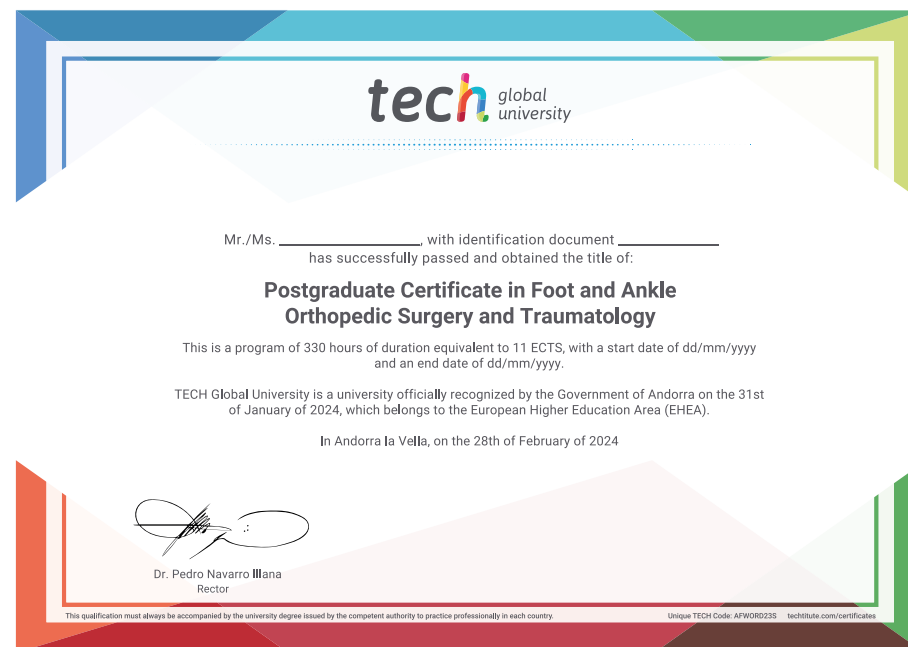 tech global
university
Mr./Ms. ____________________, with identification document ______________
has successfully passed and obtained the title of:
Postgraduate Certificate in Foot and Ankle
Orthopedic Surgery and Traumatology
This is a program of 330 hours of duration equivalent to 11 ECTS, with a start date of dd/mm/yyyy
and an end date of dd/mm/yyyy.
TECH Global University is a university officially recognized by the Government of Andorra on the 31st
of January of 2024, which belongs to the European Higher Education Area (EHEA).
In Andorra la Vella, on the 28th of February of 2024
Dr. Pedro Navarro Illana
Rector
This qualification must always be accompanied by the university degree issued by the competent authority to practice professionally in each country.
Unique TECH Code: AFWORD23S techtitute.com/certificates